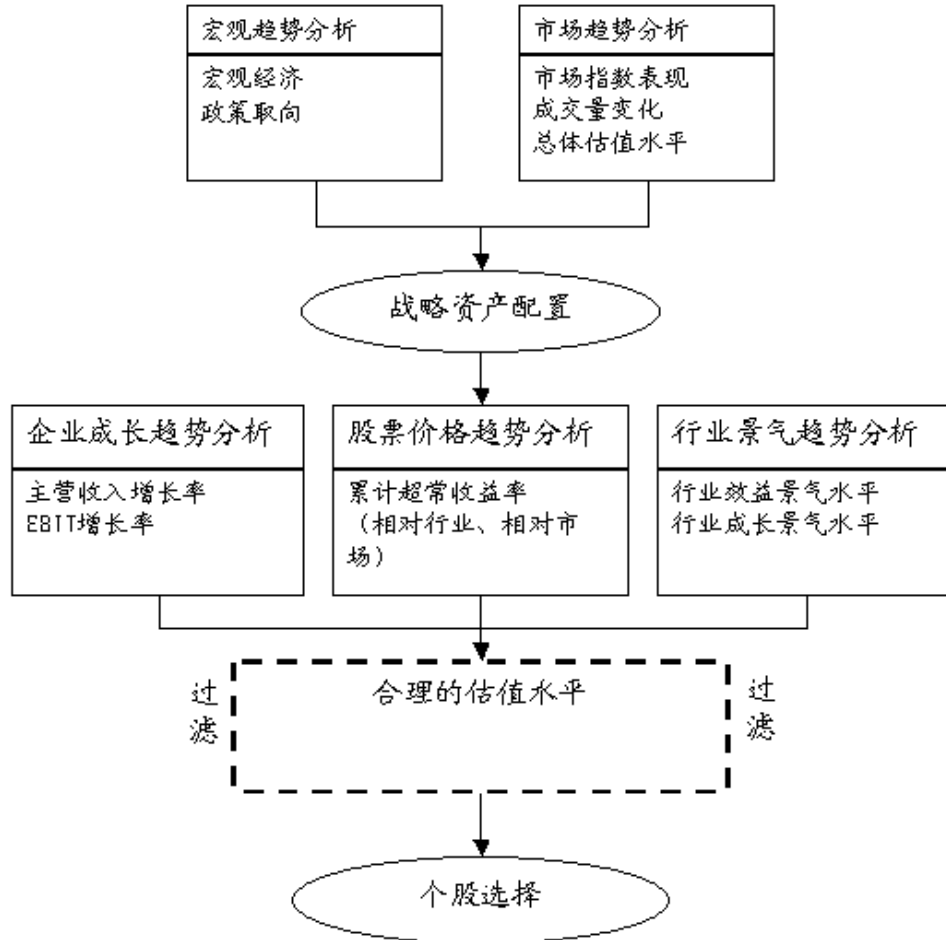 宏观趋势分析
宏观经济
政策取向
市场趋势分析
市场指数表现
成交量变化
总体估值水平
战略资产配置
企业成长趋势分析
主营收入增长率
EBIT增长率
股票价格趋势分析
累计超常收益率
（相对行业、相对市
场）
行业景气趋势分析
行业效益景气水平
行业成长景气水平
过
滤
合理的估值水平
过
滤
个股选择